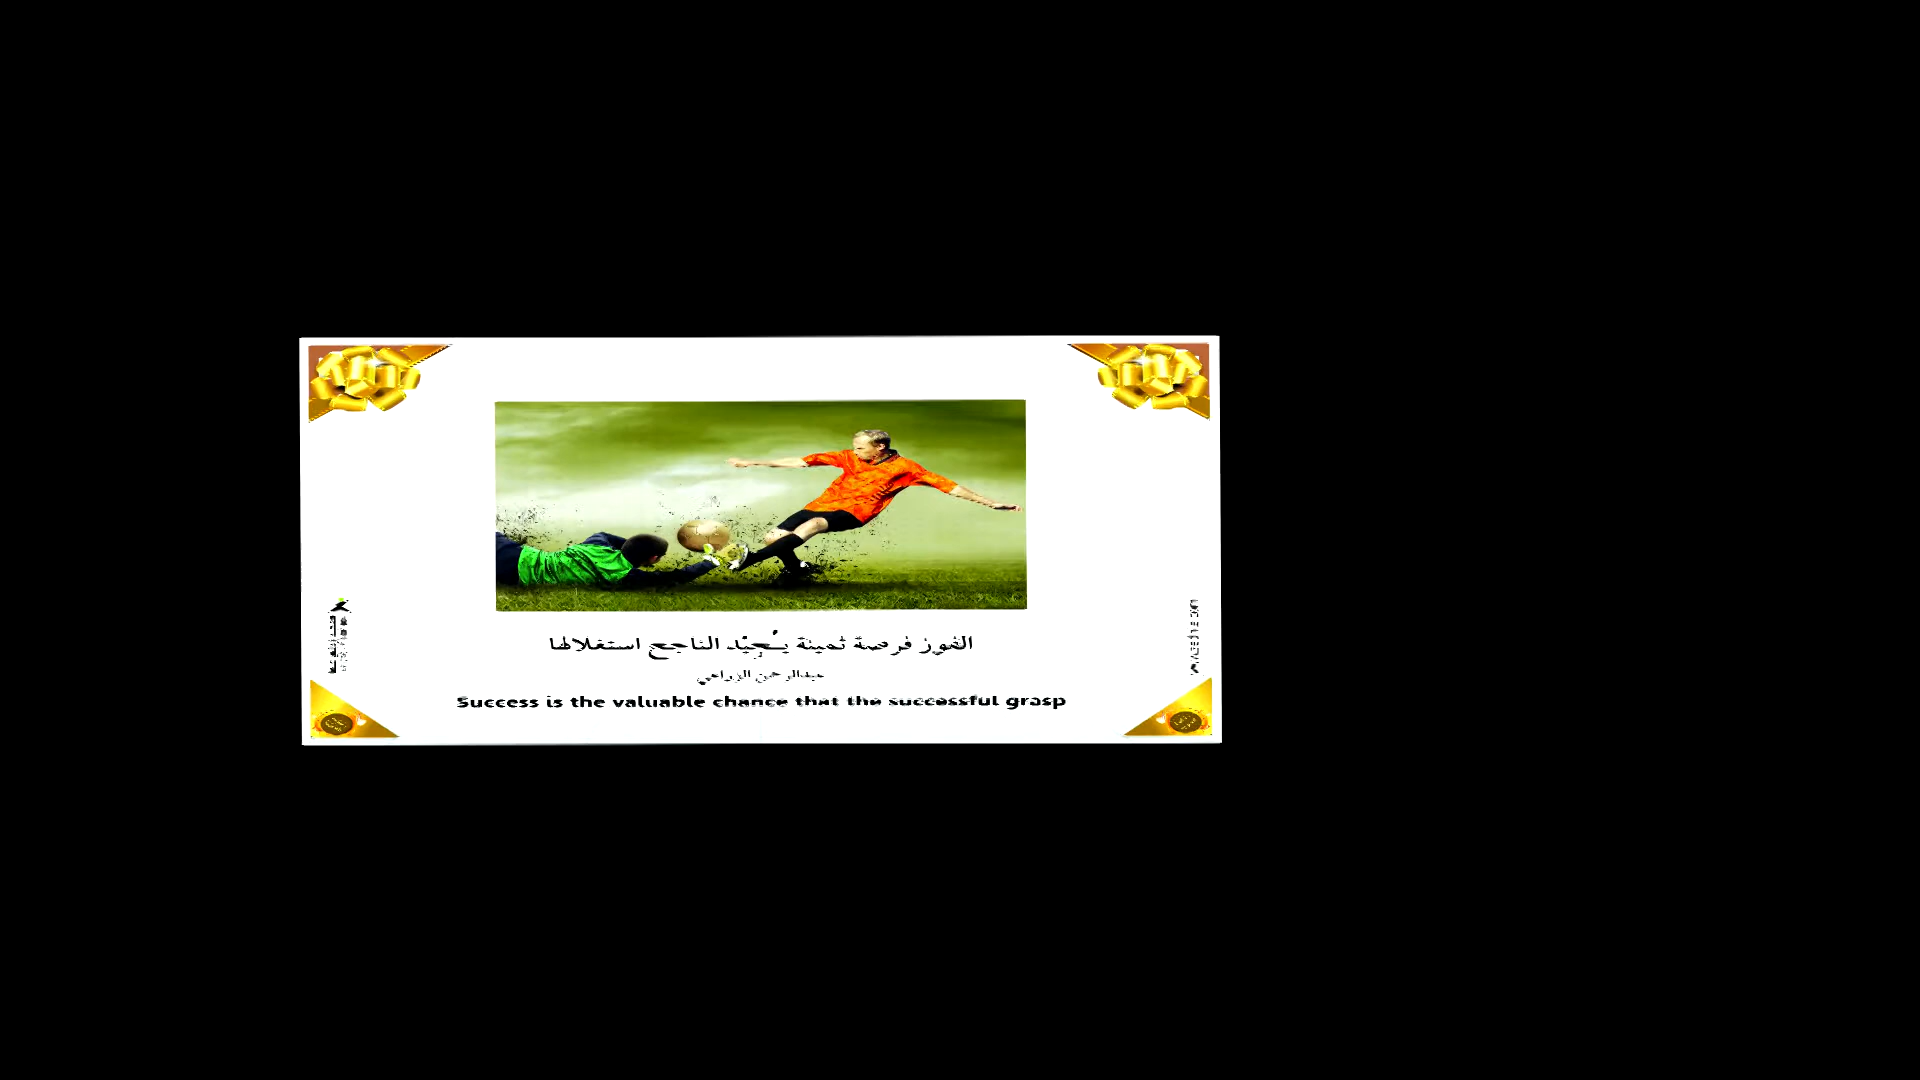 الفوز فرصة ثمينة يُجيد الناجح استغلالها
عبدالرحمن الزراعي
Success is the valuable chance that the successful grasp